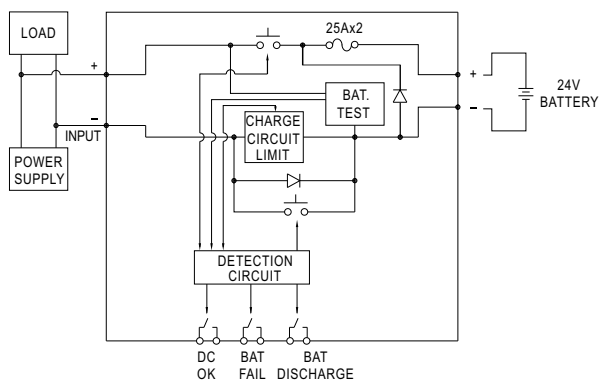 LOAD
25Ax2
+
+
24V
BATTERY
BAT.
TEST
−
−
CHARGE
CIRCUIT
LIMIT
INPUT
POWER
SUPPLY
DETECTION
CIRCUIT
DC
OK
BAT
FAIL
BAT
DISCHARGE